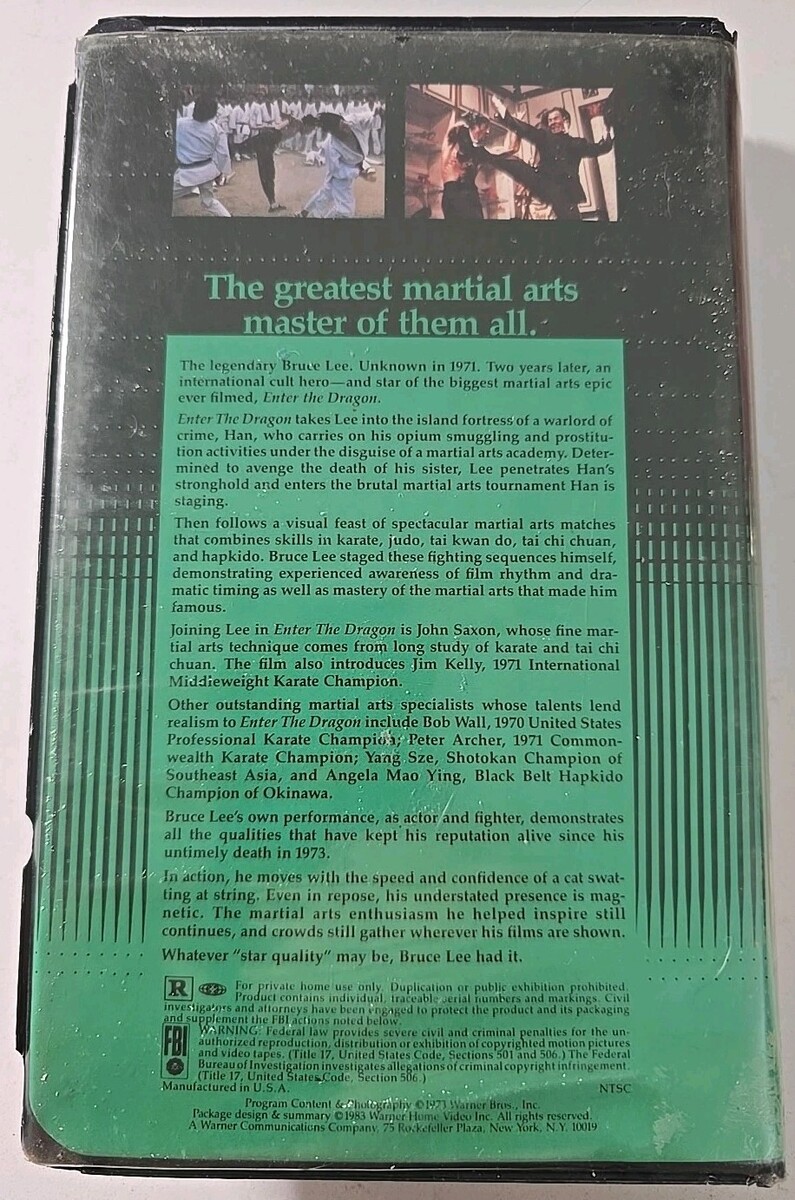 The greatest martial arts
master of them all.
The legendary Bruce Lee. Unknown in 1971. Two years later, an
international cult hero—and star of the biggest martial arts epic
ever filmed, Enter the Dragon.
Enter The Dragon takes Lee into the island fortress of a warlord of
crime, Han, who carries on his opium smuggling and prostitu-
tion activities under the disguise of a martial arts academy. Deter-
mined to avenge the death of his sister, Lee penetrates Han's
stronghold and enters the brutal martial arts tournament Han is
staging.
Then follows a visual feast of spectacular martial arts matches
that combines skills in karate, judo, tai kwan do, tai chi chuan,
and hapkido. Bruce Lee staged these fighting sequences himself,
demonstrating experienced awareness of film rhythm and dra-
matic timing as well as mastery of the martial arts that made him
famous.
Joining Lee in Enter The Dragon is John Saxon, whose fine mar-
tial arts technique comes from long study of karate and tai chi
chuan. The film also introduces Jim Kelly, 1971 International
Middleweight Karate Champion.
Other outstanding martial arts specialists whose talents lend
realism to Enter The Dragon include Bob Wall, 1970 United States
Professional Karate Champion; Peter Archer, 1971 Common-
wealth Karate Champion; Yang Sze, Shotokan Champion of
Southeast Asia, and Angela Mao Ying, Black Belt Hapkido
Champion of Okinawa.
Bruce Lee's own performance, as actor and fighter, demonstrates
all the qualities that have kept his reputation alive since his
untimely death in 1973.
In action, he moves with the speed and confidence of a cat swat-
ting at string. Even in repose, his understated presence is mag-
netic. The martial arts enthusiasm he helped inspire still
continues, and crowds still gather wherever his films are shown.
Whatever "star quality" may be, Bruce Lee had it.
R For private home use only. Duplication or public exhibition prohibited.
Product contains individual, traceable serial numbers and markings. Civil
investigators and attorneys have been engaged to protect the product and its packaging
and supplement the FBI actions noted below.
FBI WARNING: Federal law provides severe civil and criminal penalties for the un-
authorized reproduction, distribution or exhibition of copyrighted motion pictures
and video tapes. (Title 17, United States Code, Sections 501 and 506.) The Federal
Bureau of Investigation investigates allegations of criminal copyright infringement.
(Title 17, United States Code, Section 506.)
Manufactured in U.S.A. NTSC
Program Content & Photography ©1973 Warner Bros., Inc.
Package design & summary ©1983 Warner Home Video Inc. All rights reserved.
A Warner Communications Company, 75 Rockefeller Plaza, New York, N.Y. 10019